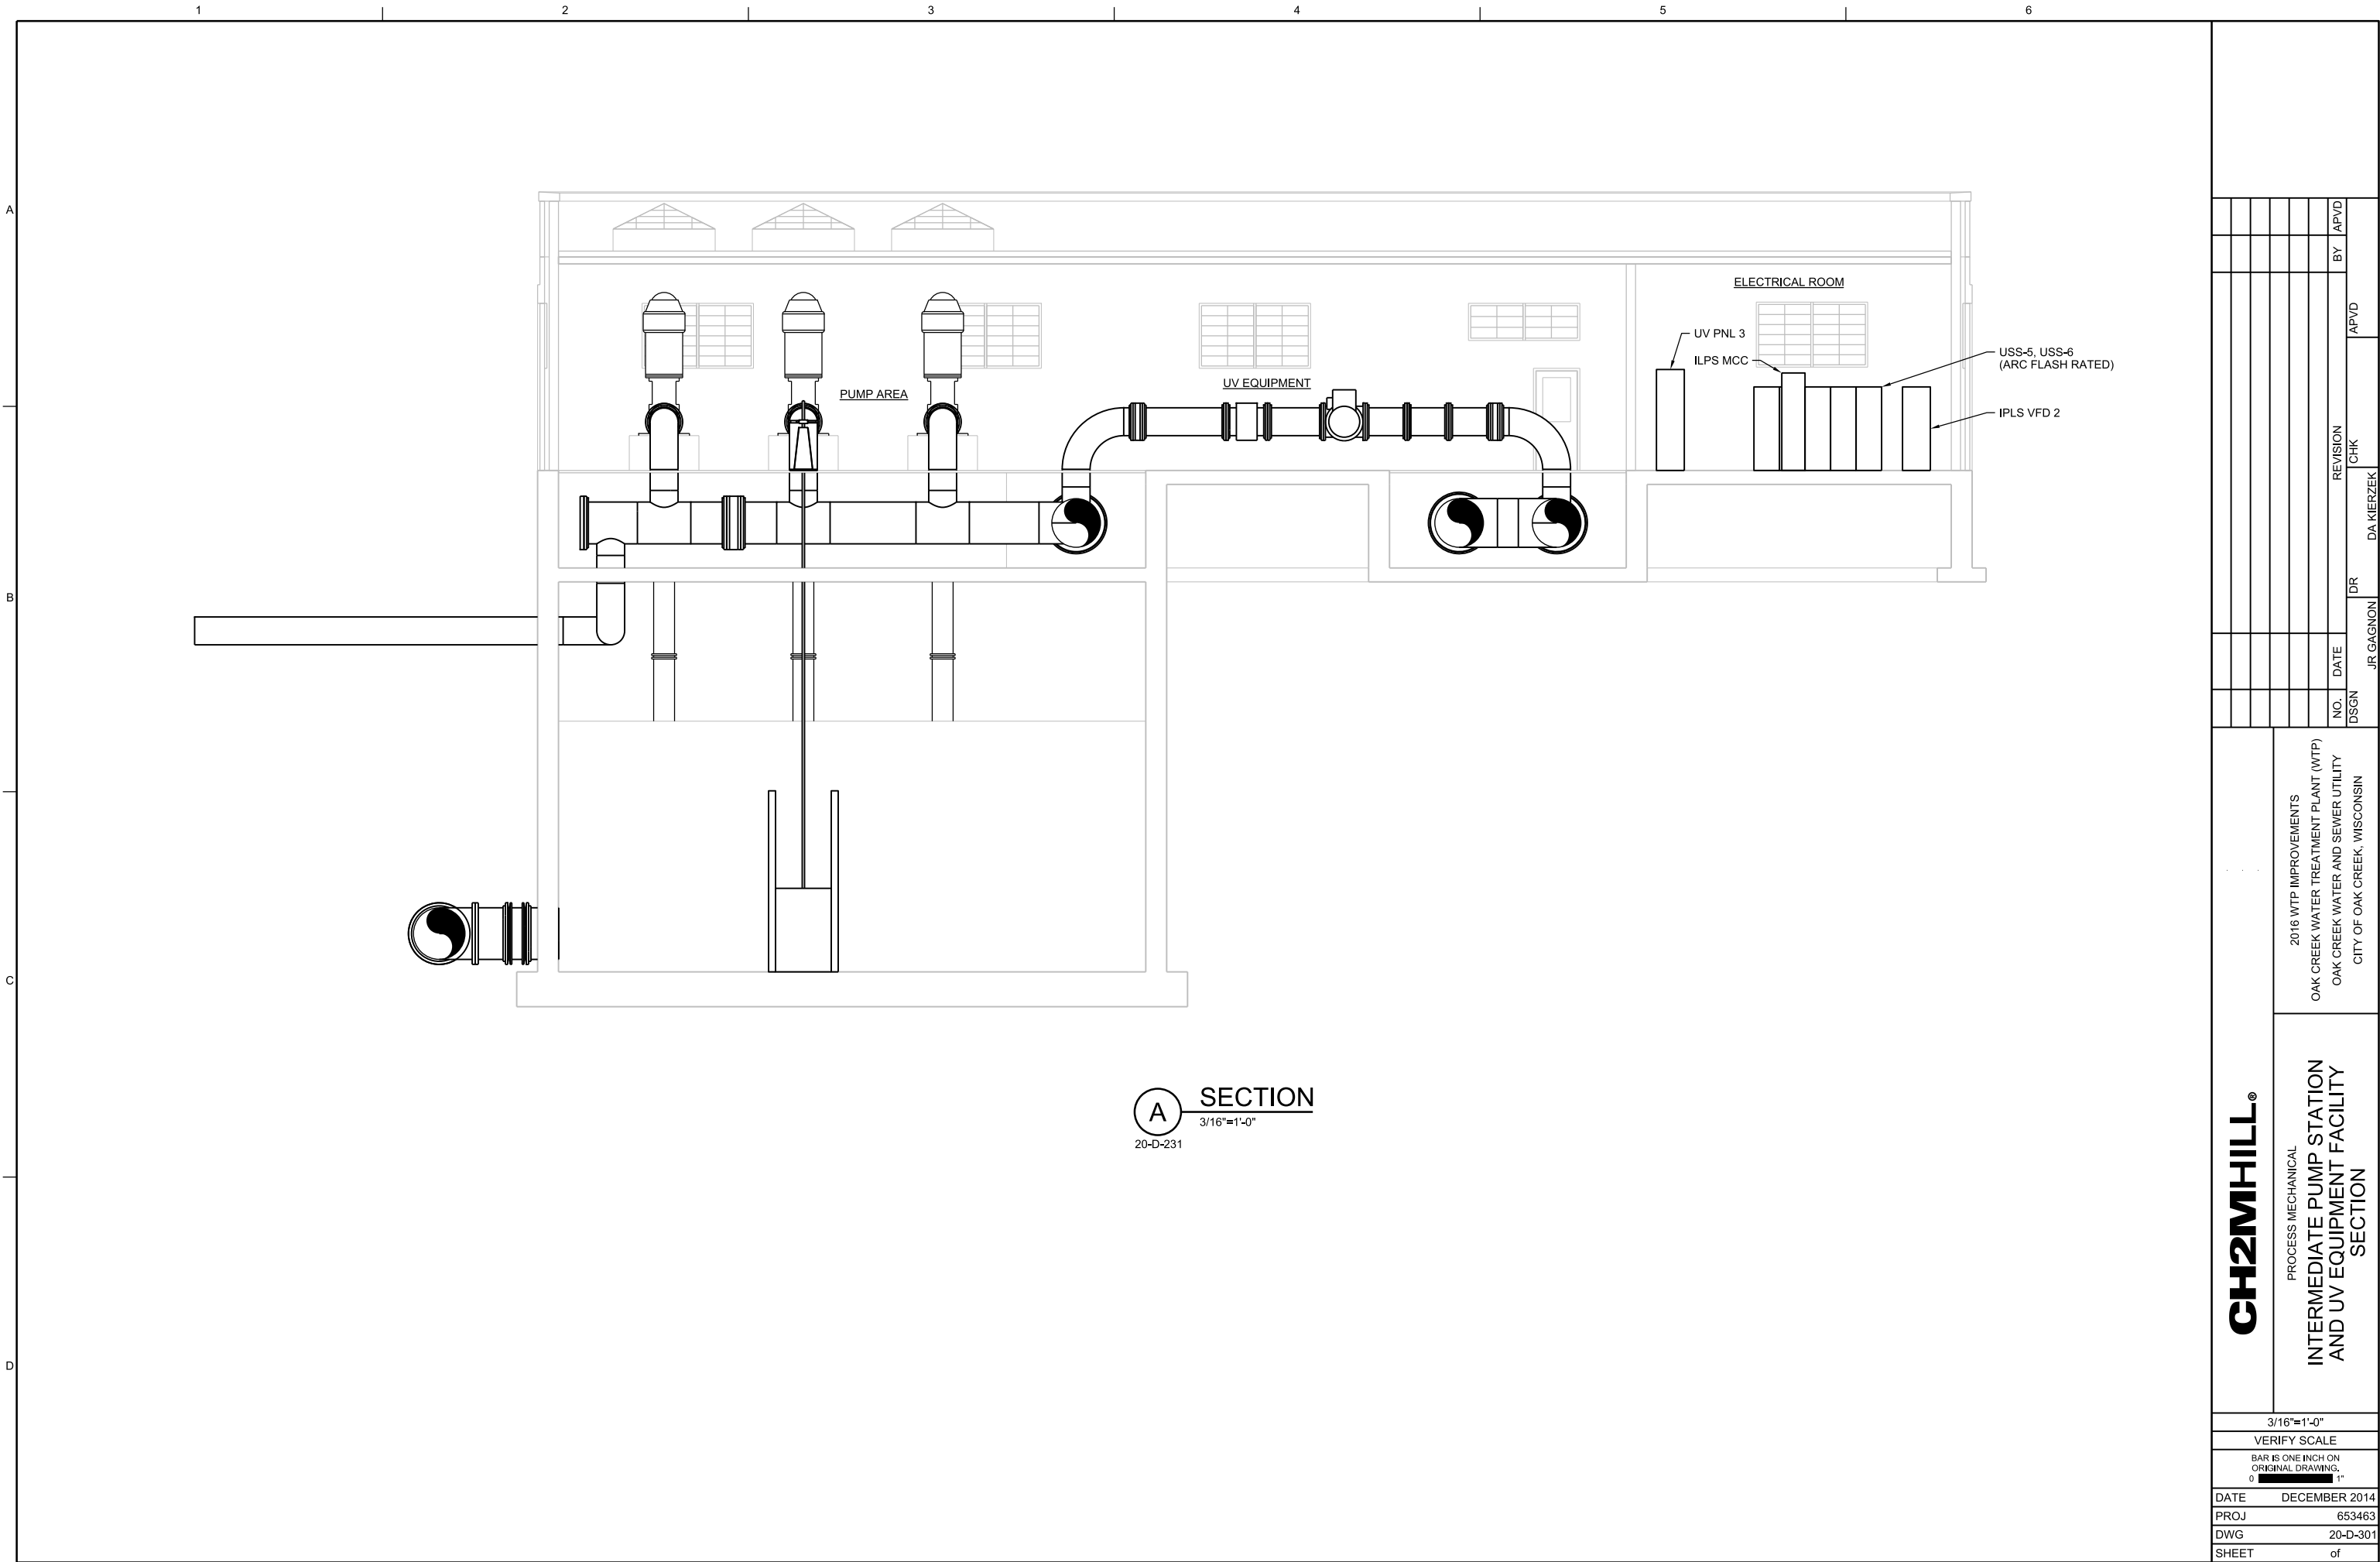 1 2 3 4 5 6
A
B
C
D
ELECTRICAL ROOM
UV PNL 3
ILPS MCC
USS-5, USS-6
(ARC FLASH RATED)
IPLS VFD 2
PUMP AREA
UV EQUIPMENT
A
SECTION
3/16"=1'-0"
20-D-231
NO. DATE REVISION BY APVD
DSGN DR CHK APVD
JR GAGNON DA KIERZEK
2016 WTP IMPROVEMENTS
OAK CREEK WATER TREATMENT PLANT (WTP)
OAK CREEK WATER AND SEWER UTILITY
CITY OF OAK CREEK, WISCONSIN
CH2MHILL®
PROCESS MECHANICAL
INTERMEDIATE PUMP STATION
AND UV EQUIPMENT FACILITY
SECTION
3/16"=1'-0"
VERIFY SCALE
BAR IS ONE INCH ON
ORIGINAL DRAWING.
0 1"
DATE DECEMBER 2014
PROJ 653463
DWG 20-D-301
SHEET of